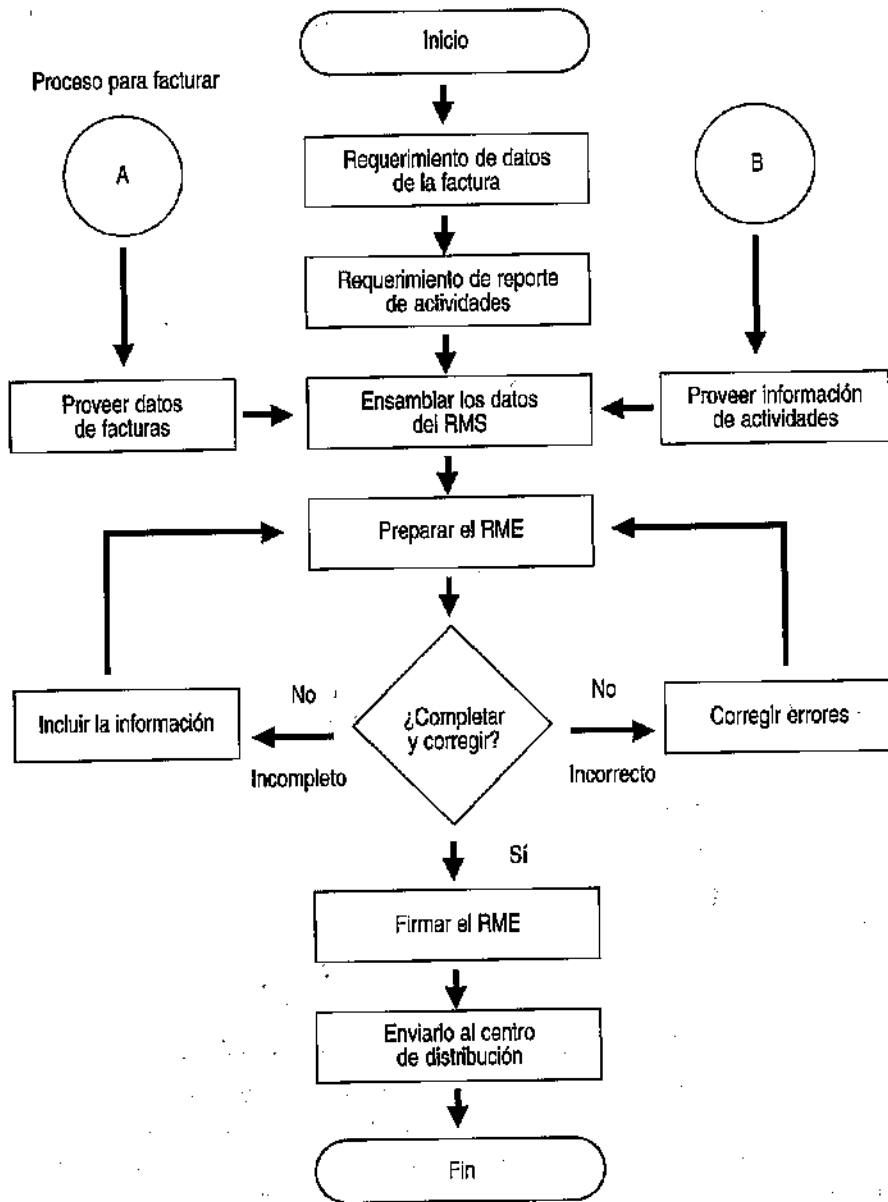 Inicio
Proceso para facturar
A
Requerimiento de datos
de la factura
B
Requerimiento de reporte
de actividades
Proveer datos
de facturas
Ensamblar los datos
del RMS
Proveer información
de actividades
Preparar el RME
No
Incluir la información
Incompleto
¿Completar
y corregir?
No
Incorrecto
Corregir errores
Sí
Firmar el RME
Enviarlo al centro
de distribución
Fin